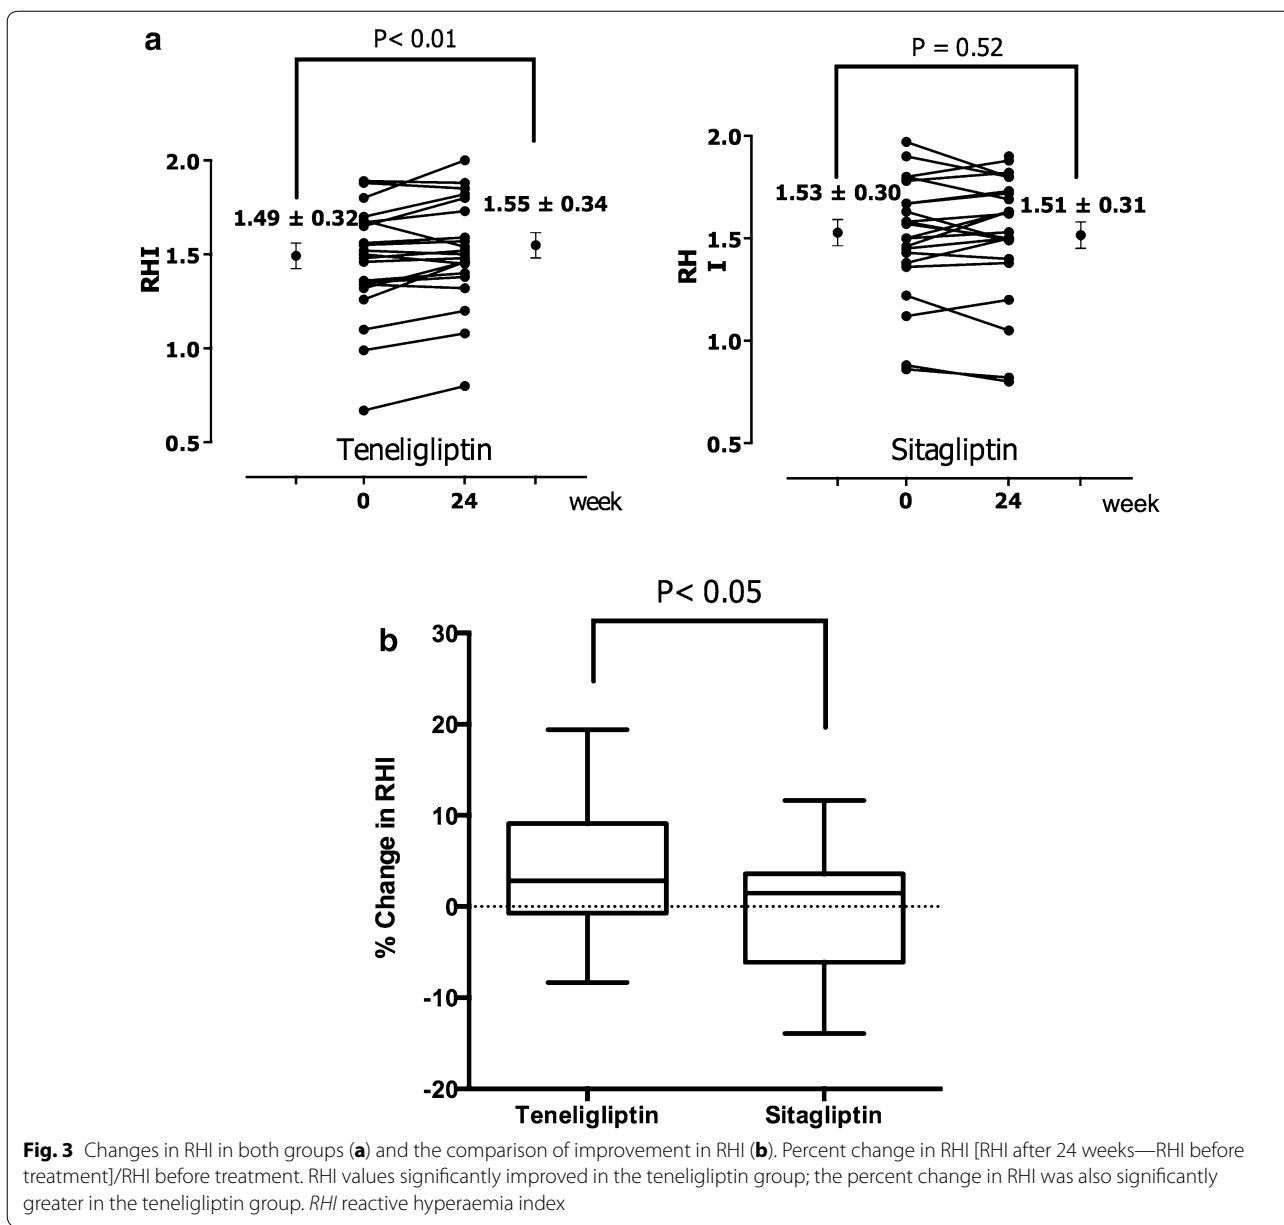 a
P< 0.01
2.0
1.49 ± 0.32
1.55 ± 0.34
1.5
RHI
1.0
0.5
Teneligliptin
0 24 week
P = 0.52
2.0
1.53 ± 0.30
1.51 ± 0.31
1.5
RH
I
1.0
0.5
Sitagliptin
0 24 week
b
P< 0.05
30
20
10
0
-10
-20
% Change in RHI
Teneligliptin Sitagliptin
Fig. 3 Changes in RHI in both groups (a) and the comparison of improvement in RHI (b). Percent change in RHI [RHI after 24 weeks—RHI before
treatment]/RHI before treatment. RHI values significantly improved in the teneligliptin group; the percent change in RHI was also significantly
greater in the teneligliptin group. RHI reactive hyperaemia index